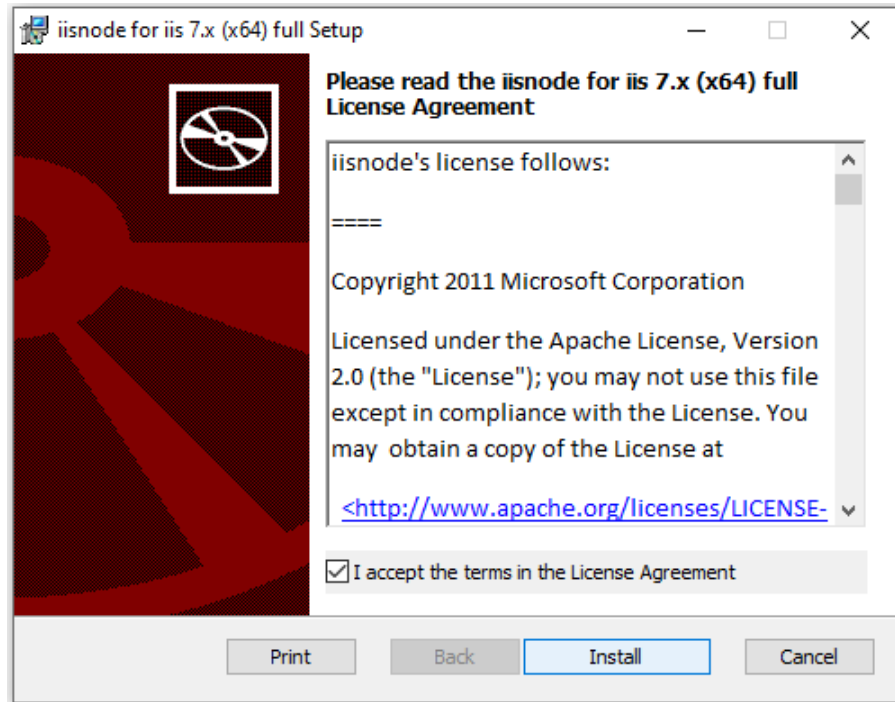 iisnode for iis 7.x (x64) full Setup
Please read the iisnode for iis 7.x (x64) full
License Agreement
iisnode's license follows:
====
Copyright 2011 Microsoft Corporation
Licensed under the Apache License, Version
2.0 (the "License"); you may not use this file
except in compliance with the License. You
may  obtain a copy of the License at
<http://www.apache.org/licenses/LICENSE-
I accept the terms in the License Agreement
Print
Back
Install
Cancel